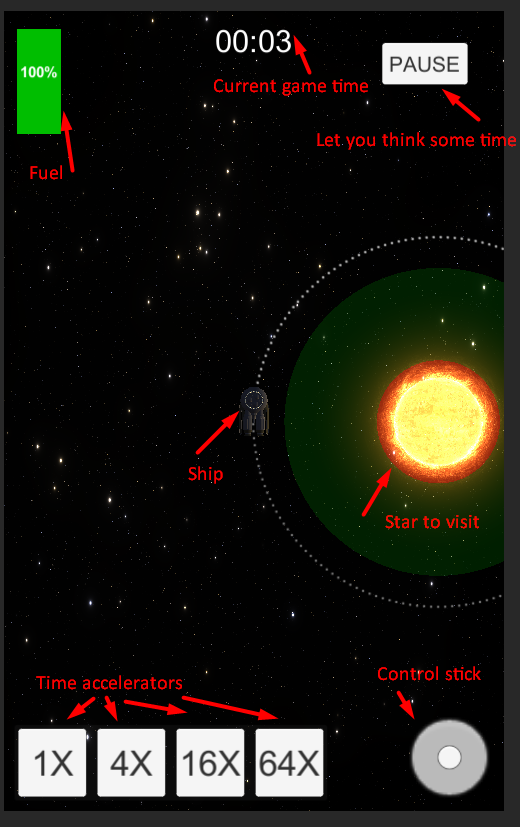 00:03
PAUSE
100%
Current game time
Let you think some time
Fuel
Ship
Star to visit
Time accelerators
Control stick
1X
4X
16X
64X